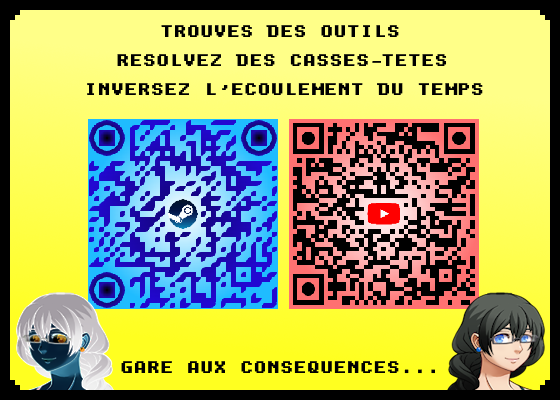 TROUVES DES OUTILS
RESOLVEZ DES CASSES-TETES
INVERSEZ L'ECOULEMENT DU TEMPS
GARE AUX CONSEQUENCES...